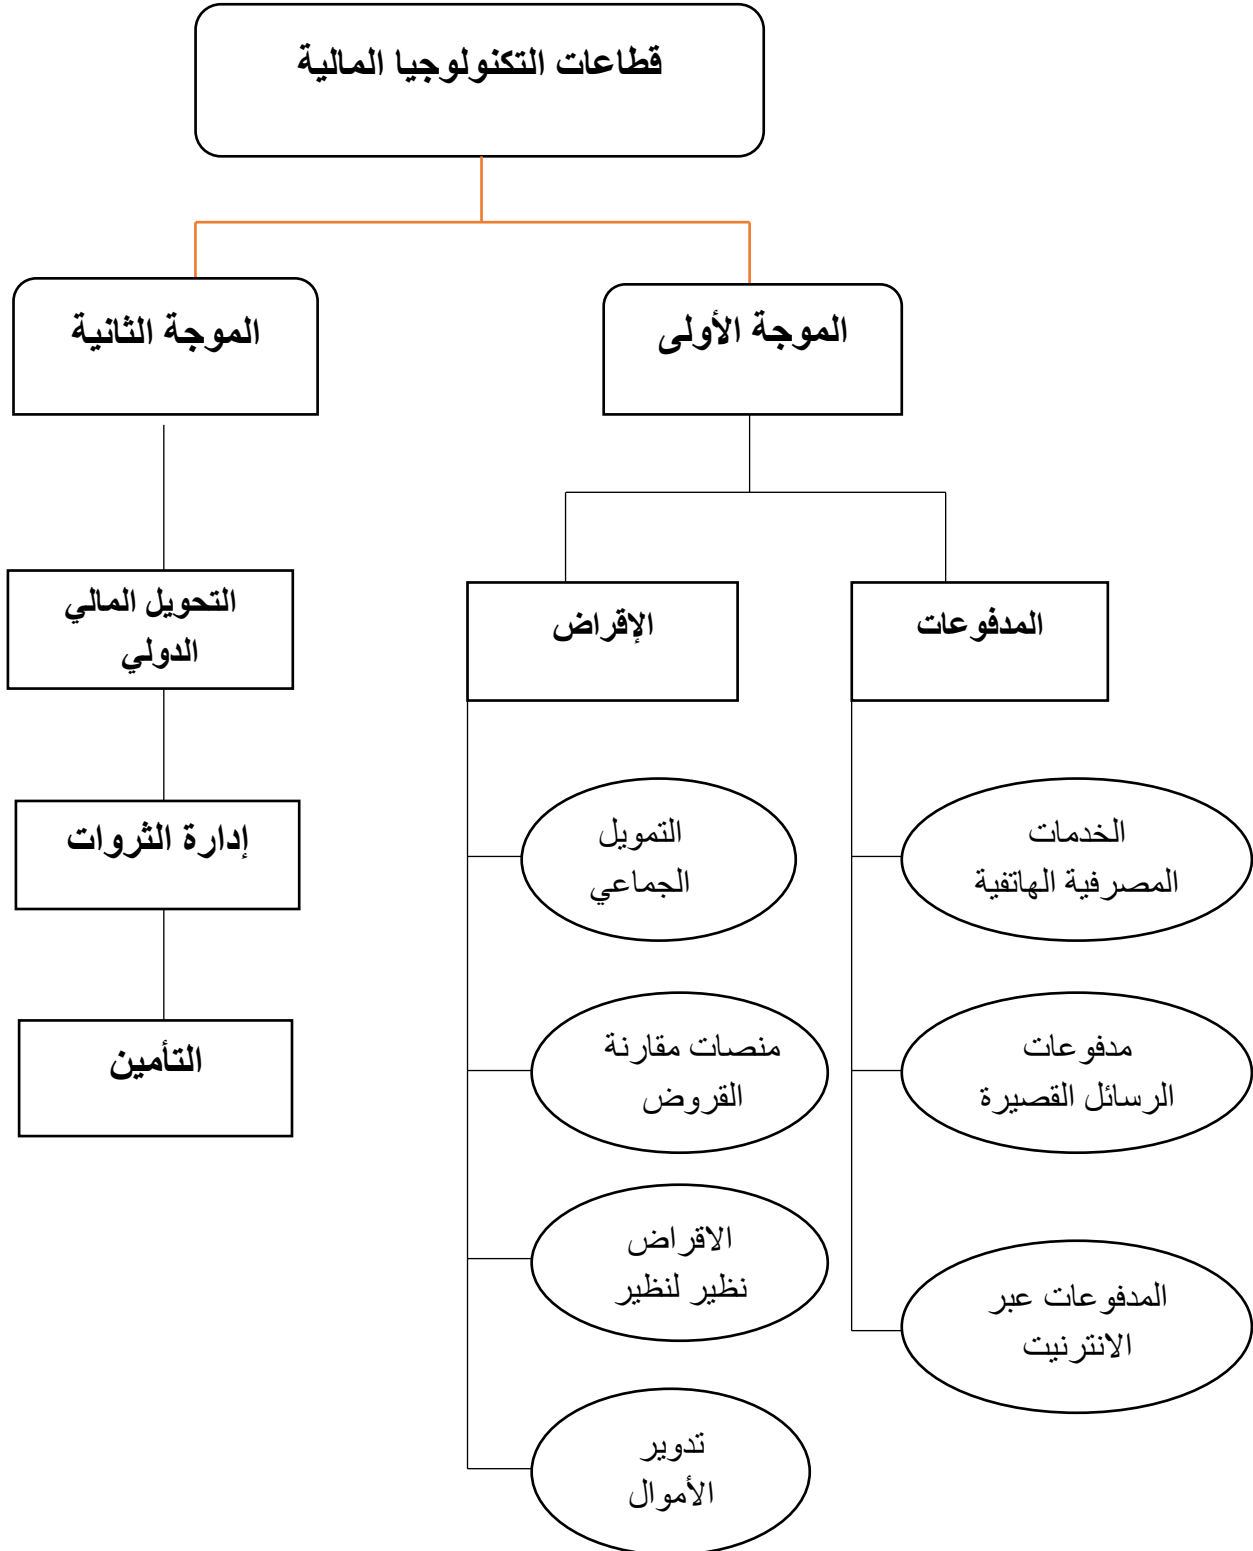 قطاعات التكنولوجيا المالية
الموجة الأولى
الموجة الثانية
المدفوعات
الإقراض
التحويل المالي
الدولي
إدارة الثروات
التأمين
الخدمات
المصرفية الهاتفية
مدفوعات
الرسائل القصيرة
المدفوعات عبر
الانترنيت
التمويل
الجماعي
منصات مقارنة
القروض
الاقراض
نظير لنظير
تدوير
الأموال